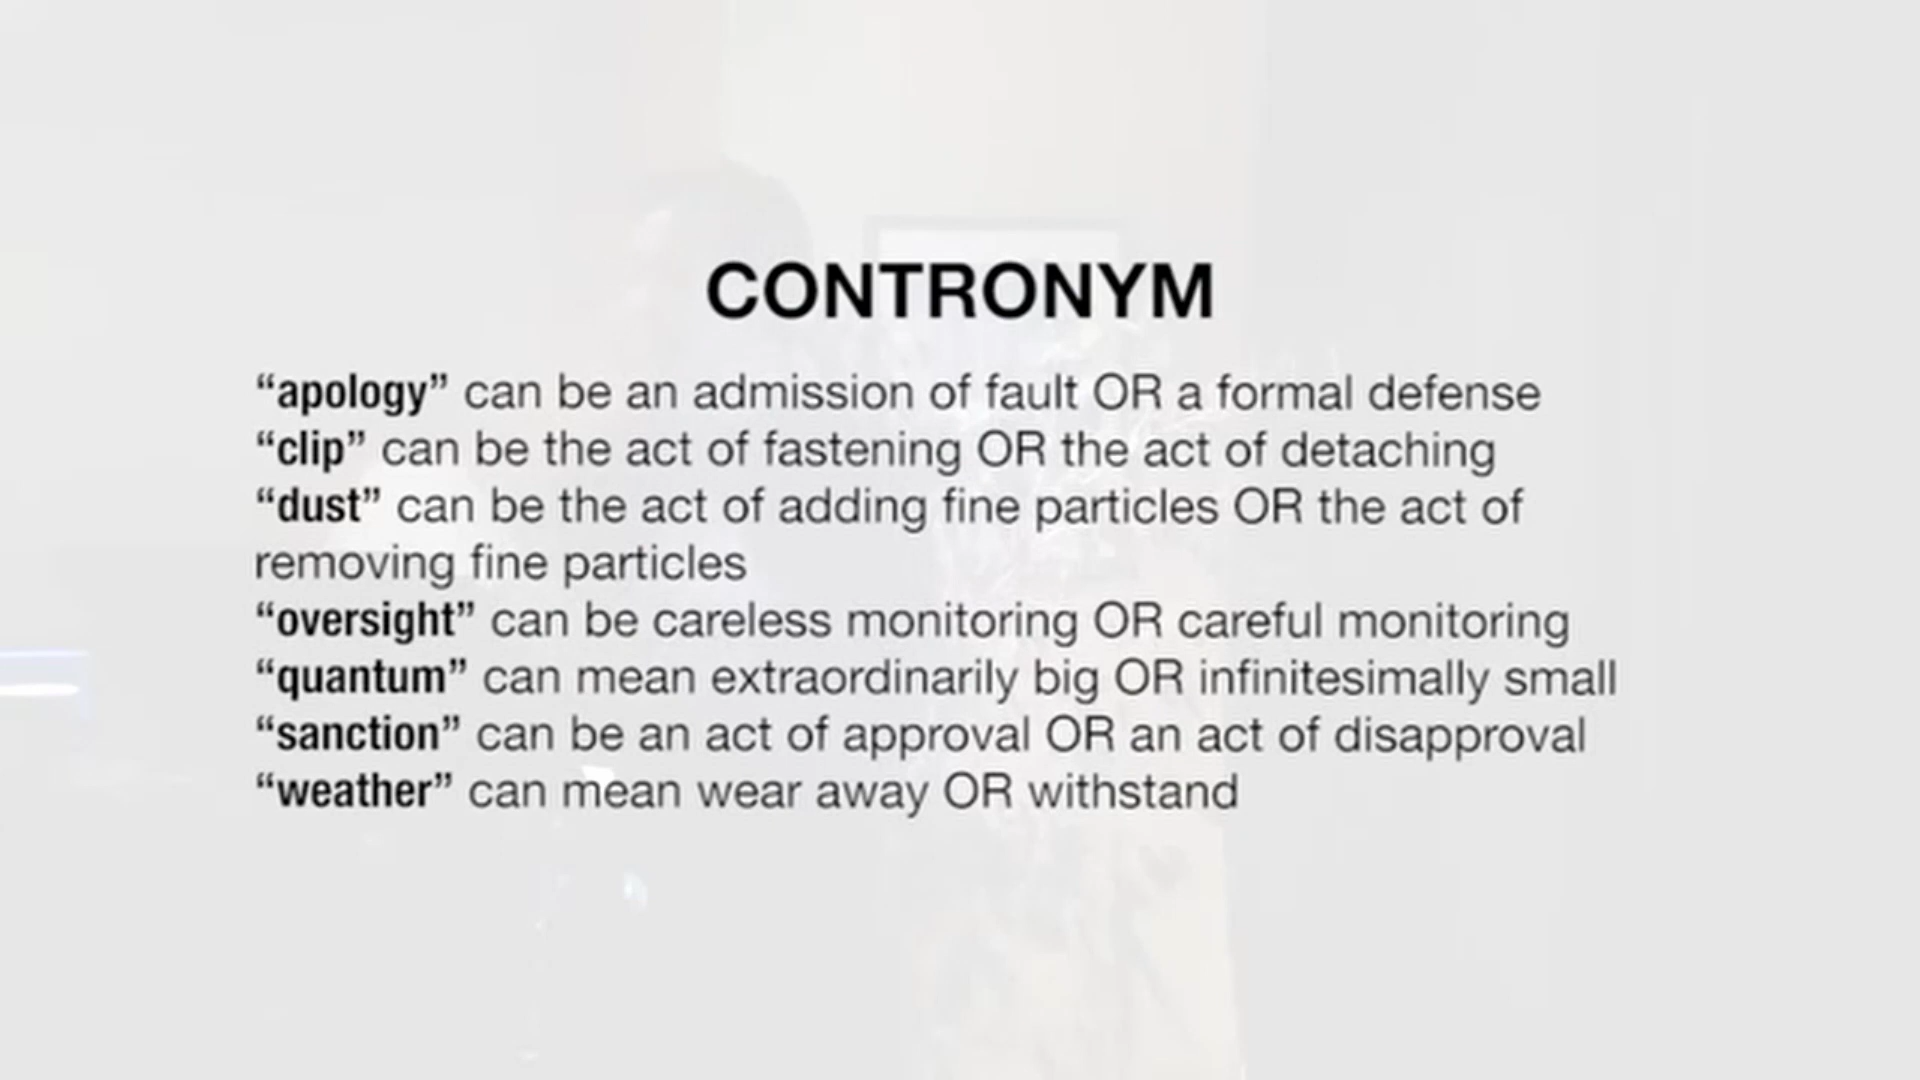 CONTRONYM
“apology” can be an admission of fault OR a formal defense
“clip” can be the act of fastening OR the act of detaching
“dust” can be the act of adding fine particles OR the act of
removing fine particles
“oversight” can be careless monitoring OR careful monitoring
“quantum” can mean extraordinarily big OR infinitesimally small
“sanction” can be an act of approval OR an act of disapproval
“weather” can mean wear away OR withstand